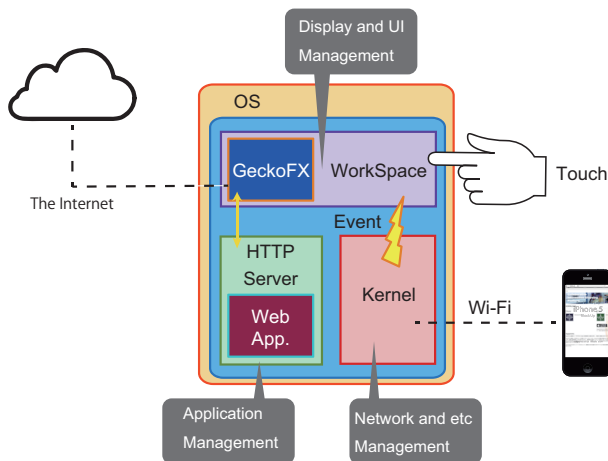 Display and UI
Management
OS
GeckoFX
WorkSpace
Touch
The Internet
Event
HTTP
Server
Kernel
Web
App.
Wi-Fi
iPhone5
Application
Management
Network and etc
Management